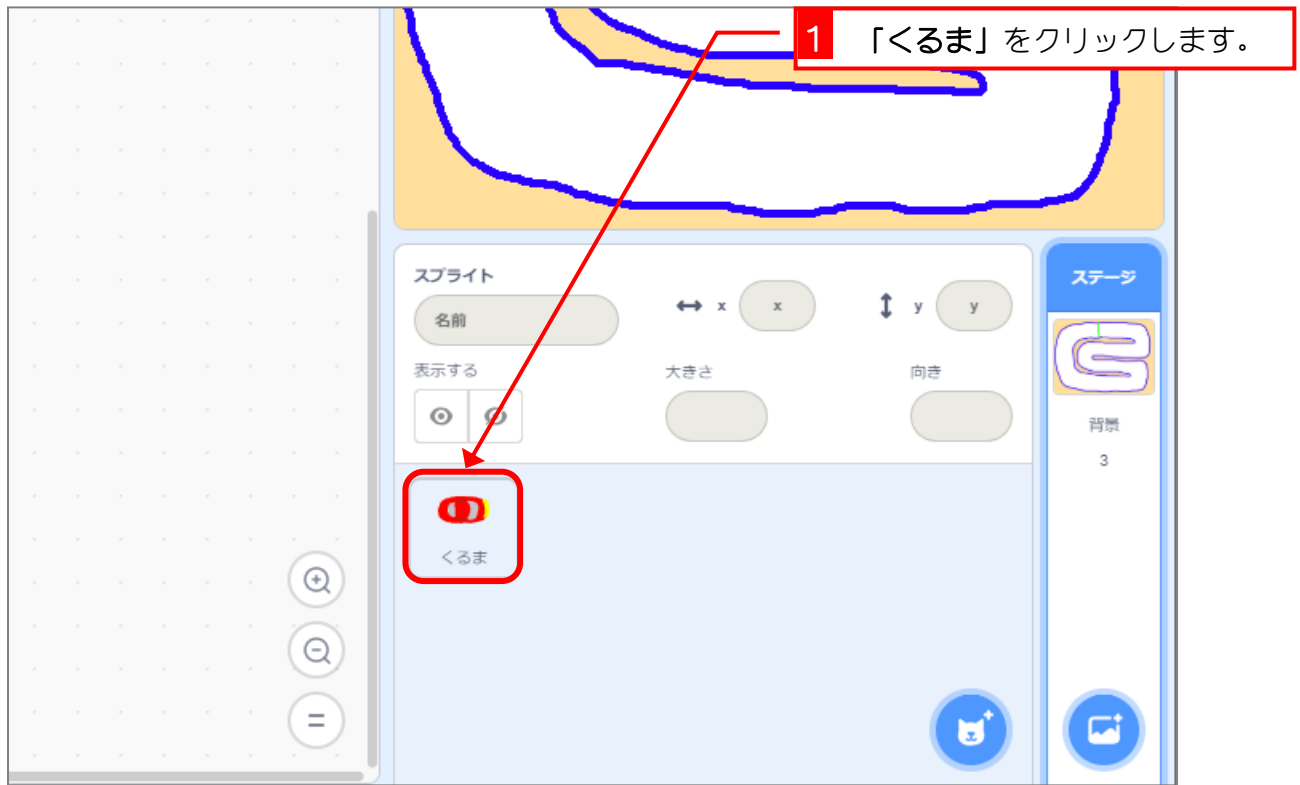 1 「くるま」をクリックします。
スプライト
名前
x x
y y
表示する
大きさ
向き
くるま
ステージ
背景
3